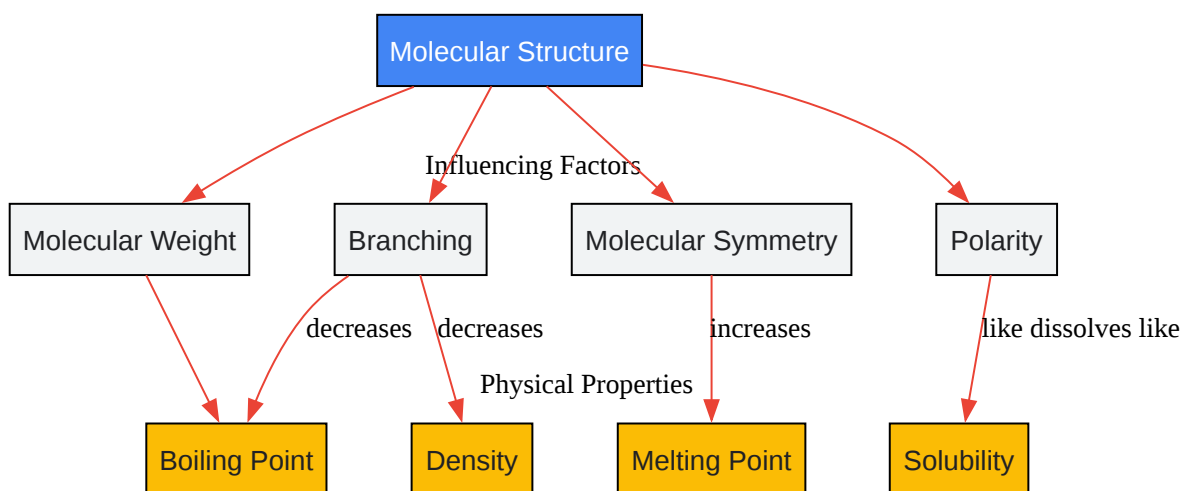 Molecular Structure
Influencing Factors
Molecular Weight
Branching
Molecular Symmetry
Polarity
decreases
decreases
increases
like dissolves like
Physical Properties
Boiling Point
Density
Melting Point
Solubility